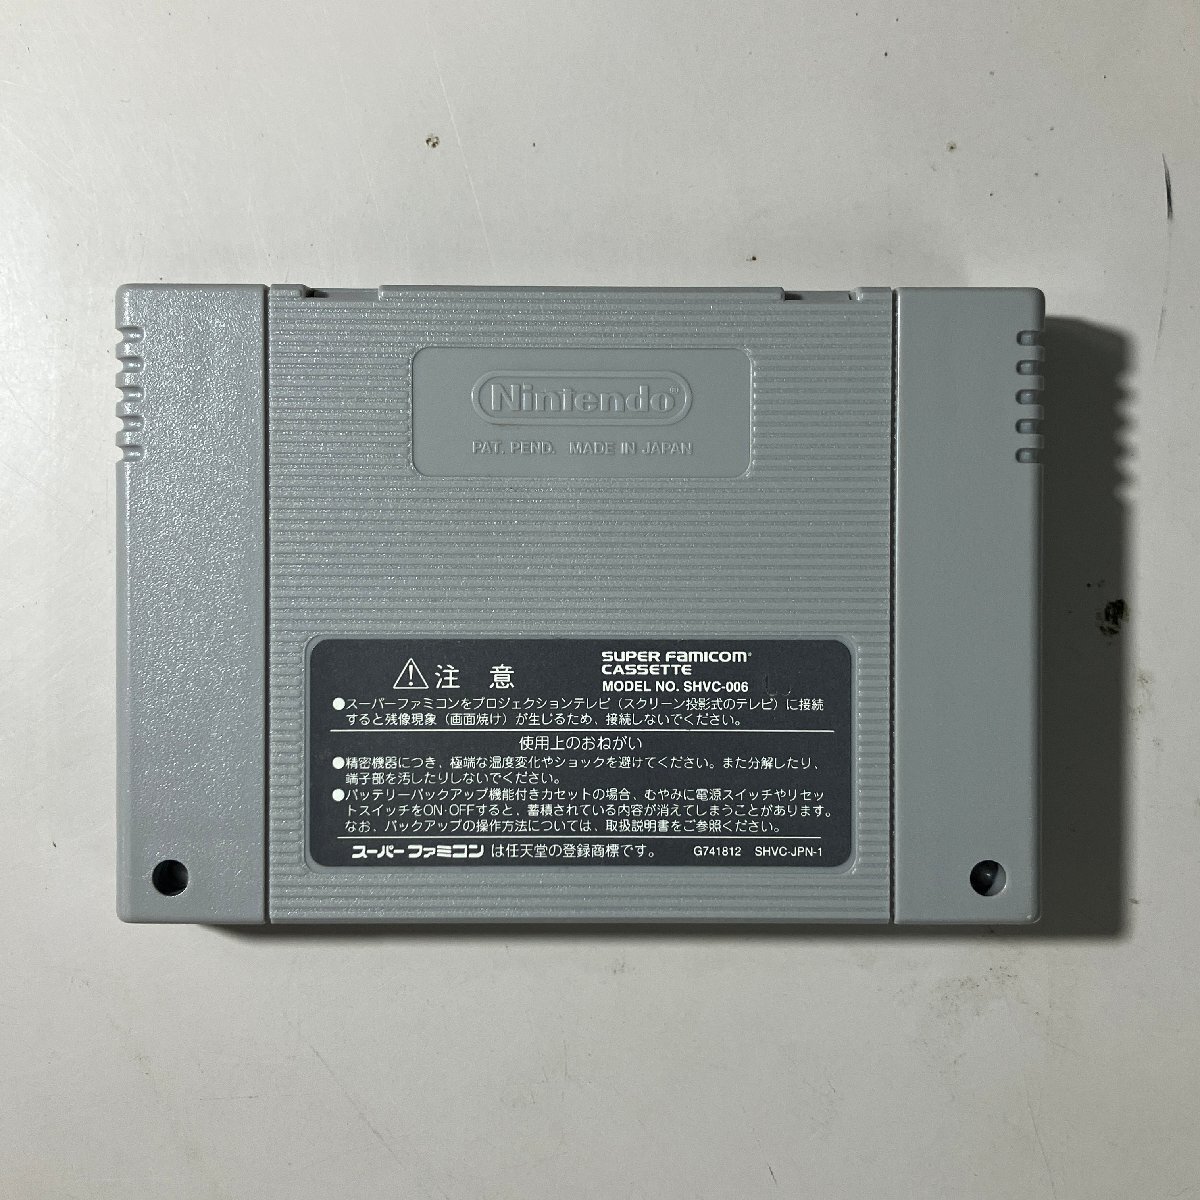 Nintendo®
PAT. PEND. MADE IN JAPAN
⚠注意
SUPER FAMICOM®
CASSETTE
MODEL NO. SHVC-006
●スーパーファミコンをプロジェクションテレビ（スクリーン投影式のテレビ）に接続
すると残像現象（画面焼け）が生じるため、接続しないでください。
使用上のおねがい
●精密機器につき、極端な温度変化やショックを避けてください。また分解したり、
端子部を汚したりしないでください。
●バッテリーバックアップ機能付きカセットの場合、むやみに電源スイッチやリセッ
トスイッチをON·OFFすると、蓄積されている内容が消えてしまうことがあります。
なお、バックアップの操作方法については、取扱説明書をご参照ください。
スーパーファミコンは任天堂の登録商標です。 G741812 SHVC-JPN-1